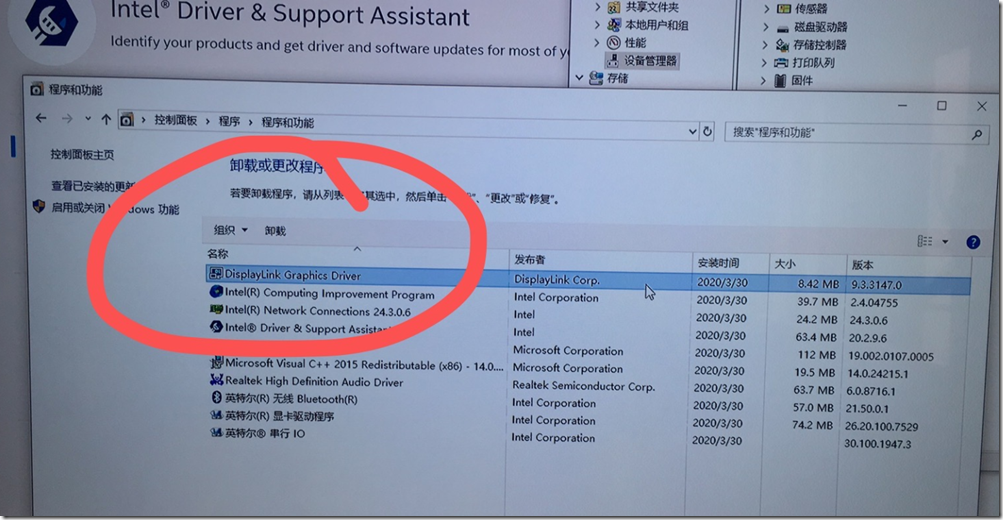 Intel® Driver & Support Assistant
Identify your products and get driver and software updates for most of
共享文件夹
本地用户和组
性能
设备管理器
存储
传感器
磁盘驱动器
存储控制器
打印队列
固件
程序和功能
控制面板 > 程序 > 程序和功能
搜索"程序和功能"
控制面板主页
查看已安装的更新
启用或关闭 Windows 功能
卸载或更改程序
若要卸载程序，请从列表 其选中，然后单击 "、"更改"或"修复"。
组织 卸载
名称 发布者 安装时间 大小 版本
DisplayLink Graphics Driver DisplayLink Corp. 2020/3/30 8.42 MB 9.3.3147.0
Intel(R) Computing Improvement Program Intel Corporation 2020/3/30 39.7 MB 2.4.04755
Intel(R) Network Connections 24.3.0.6 Intel 2020/3/30 24.2 MB 24.3.0.6
Intel® Driver & Support Assistant Intel 2020/3/30 63.4 MB 20.2.9.6
Microsoft Corporation 2020/3/30 112 MB 19.002.0107.0005
Microsoft Visual C++ 2015 Redistributable (x86) - 14.0.... Microsoft Corporation 2020/3/30 19.5 MB 14.0.24215.1
Realtek High Definition Audio Driver Realtek Semiconductor Corp. 2020/3/30 63.7 MB 6.0.8716.1
英特尔(R) 无线 Bluetooth(R) Intel Corporation 2020/3/30 57.0 MB 21.50.0.1
英特尔(R) 显卡驱动程序 Intel Corporation 2020/3/30 74.2 MB 26.20.100.7529
英特尔® 串行 IO Intel Corporation 2020/3/30 30.100.1947.3